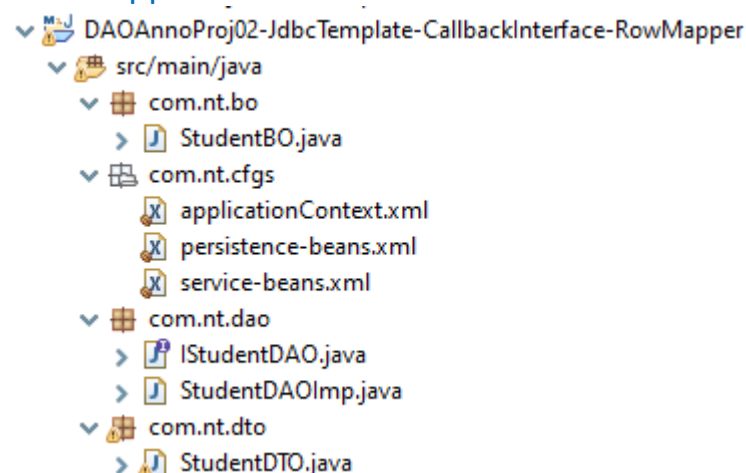 DAOAnnoProj02-JdbcTemplate-CallbackInterface-RowMapper
src/main/java
com.nt.bo
StudentBO.java
com.nt.cfgs
applicationContext.xml
persistence-beans.xml
service-beans.xml
com.nt.dao
IStudentDAO.java
StudentDAOImp.java
com.nt.dto
StudentDTO.java